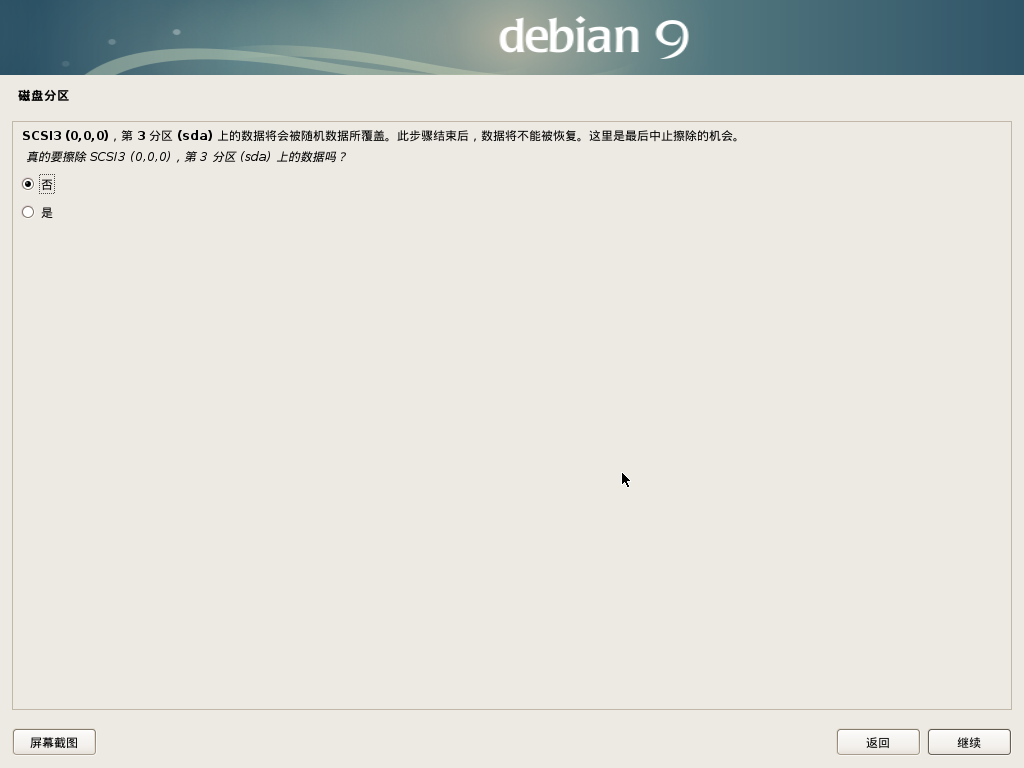 debian 9
磁盘分区
SCSI3 (0,0,0)，第 3 分区 (sda) 上的数据将会被随机数据所覆盖。此步骤结束后，数据将不能被恢复。这里是最后中止擦除的机会。
真的要擦除 SCSI3 (0,0,0)，第 3 分区 (sda) 上的数据吗？
否
是
屏幕截图 返回 继续